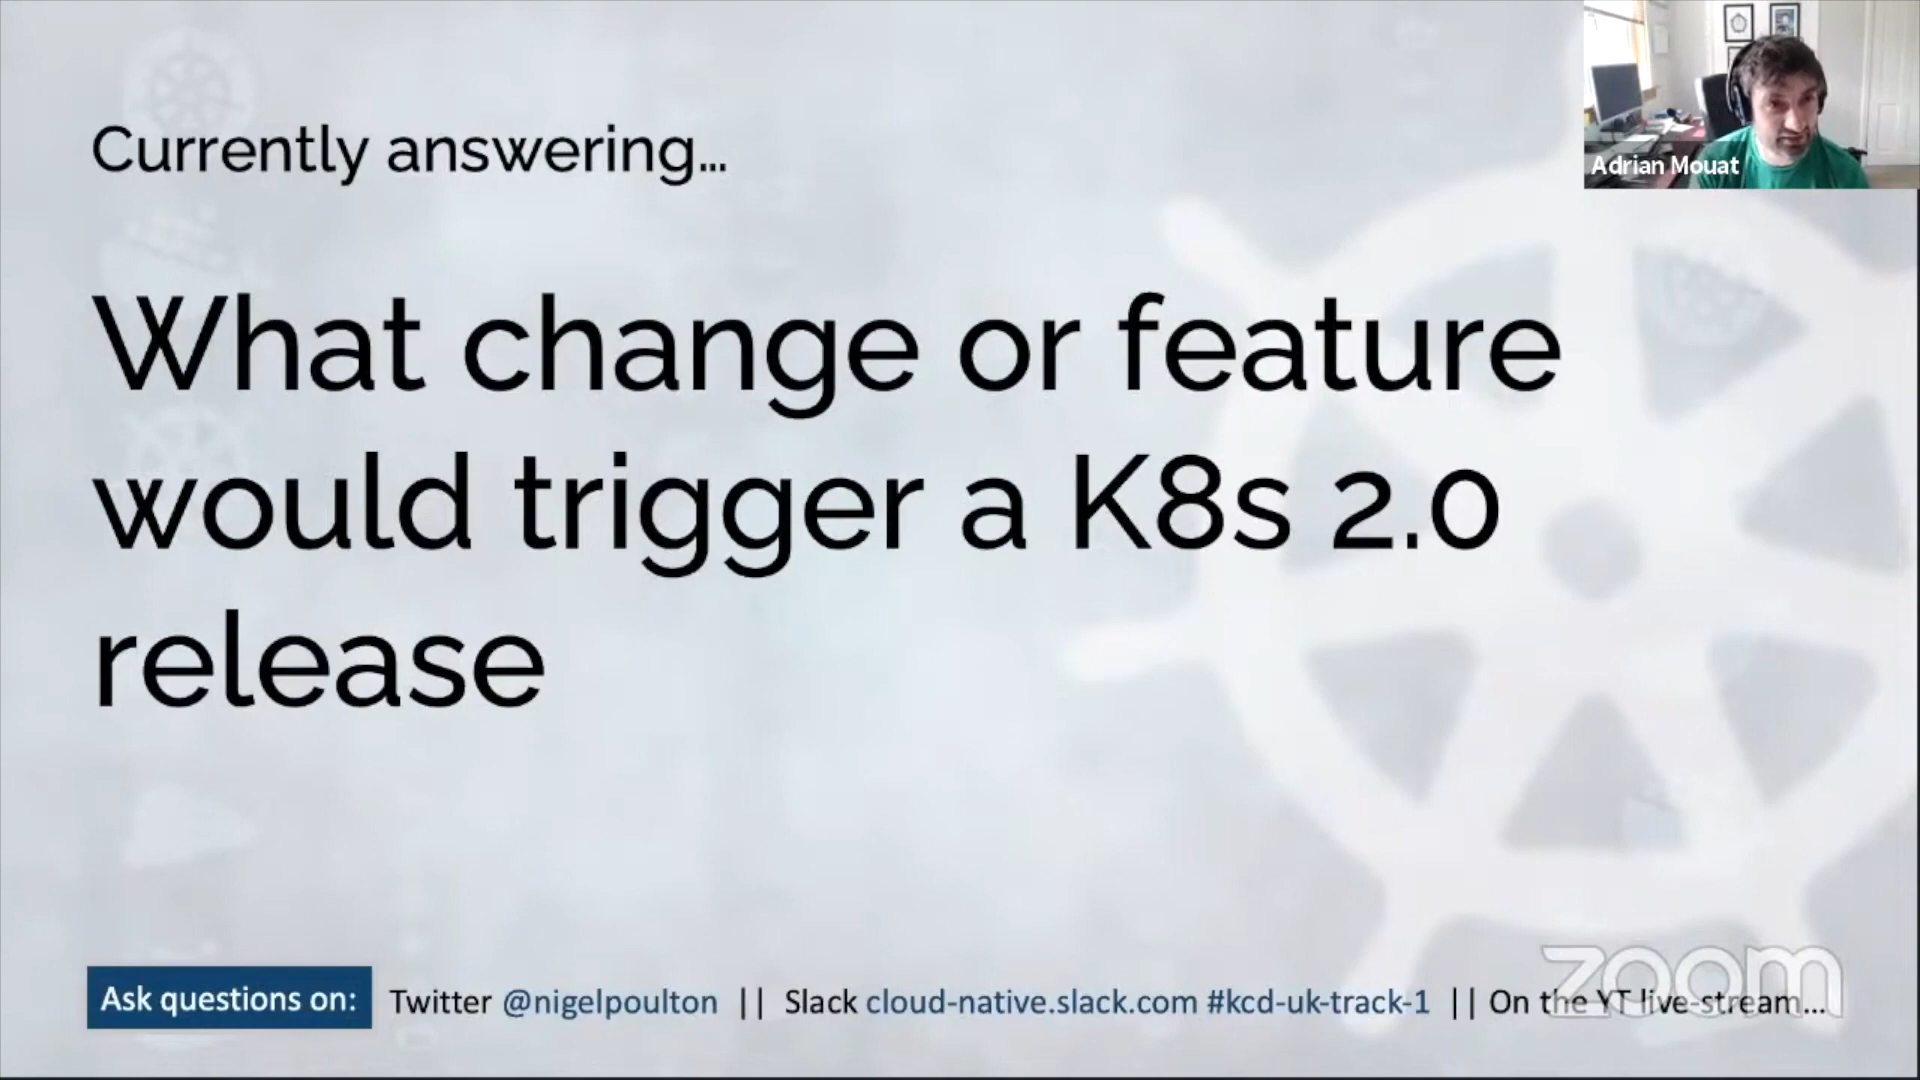 Adrian Mouat
Currently answering...
What change or feature
would trigger a K8s 2.0
release
Ask questions on: Twitter @nigelpoulton || Slack cloud-native.slack.com #kcd-uk-track-1 || On the YT live-stream...
zoom